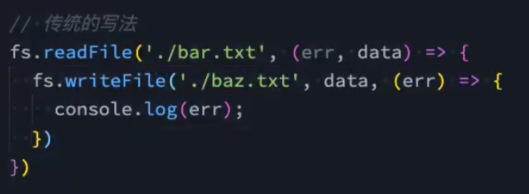 // 传统的写法
fs.readFile('./bar.txt', (err, data) => {
  fs.writeFile('./baz.txt', data, (err) => {
    console.log(err);
  })
})